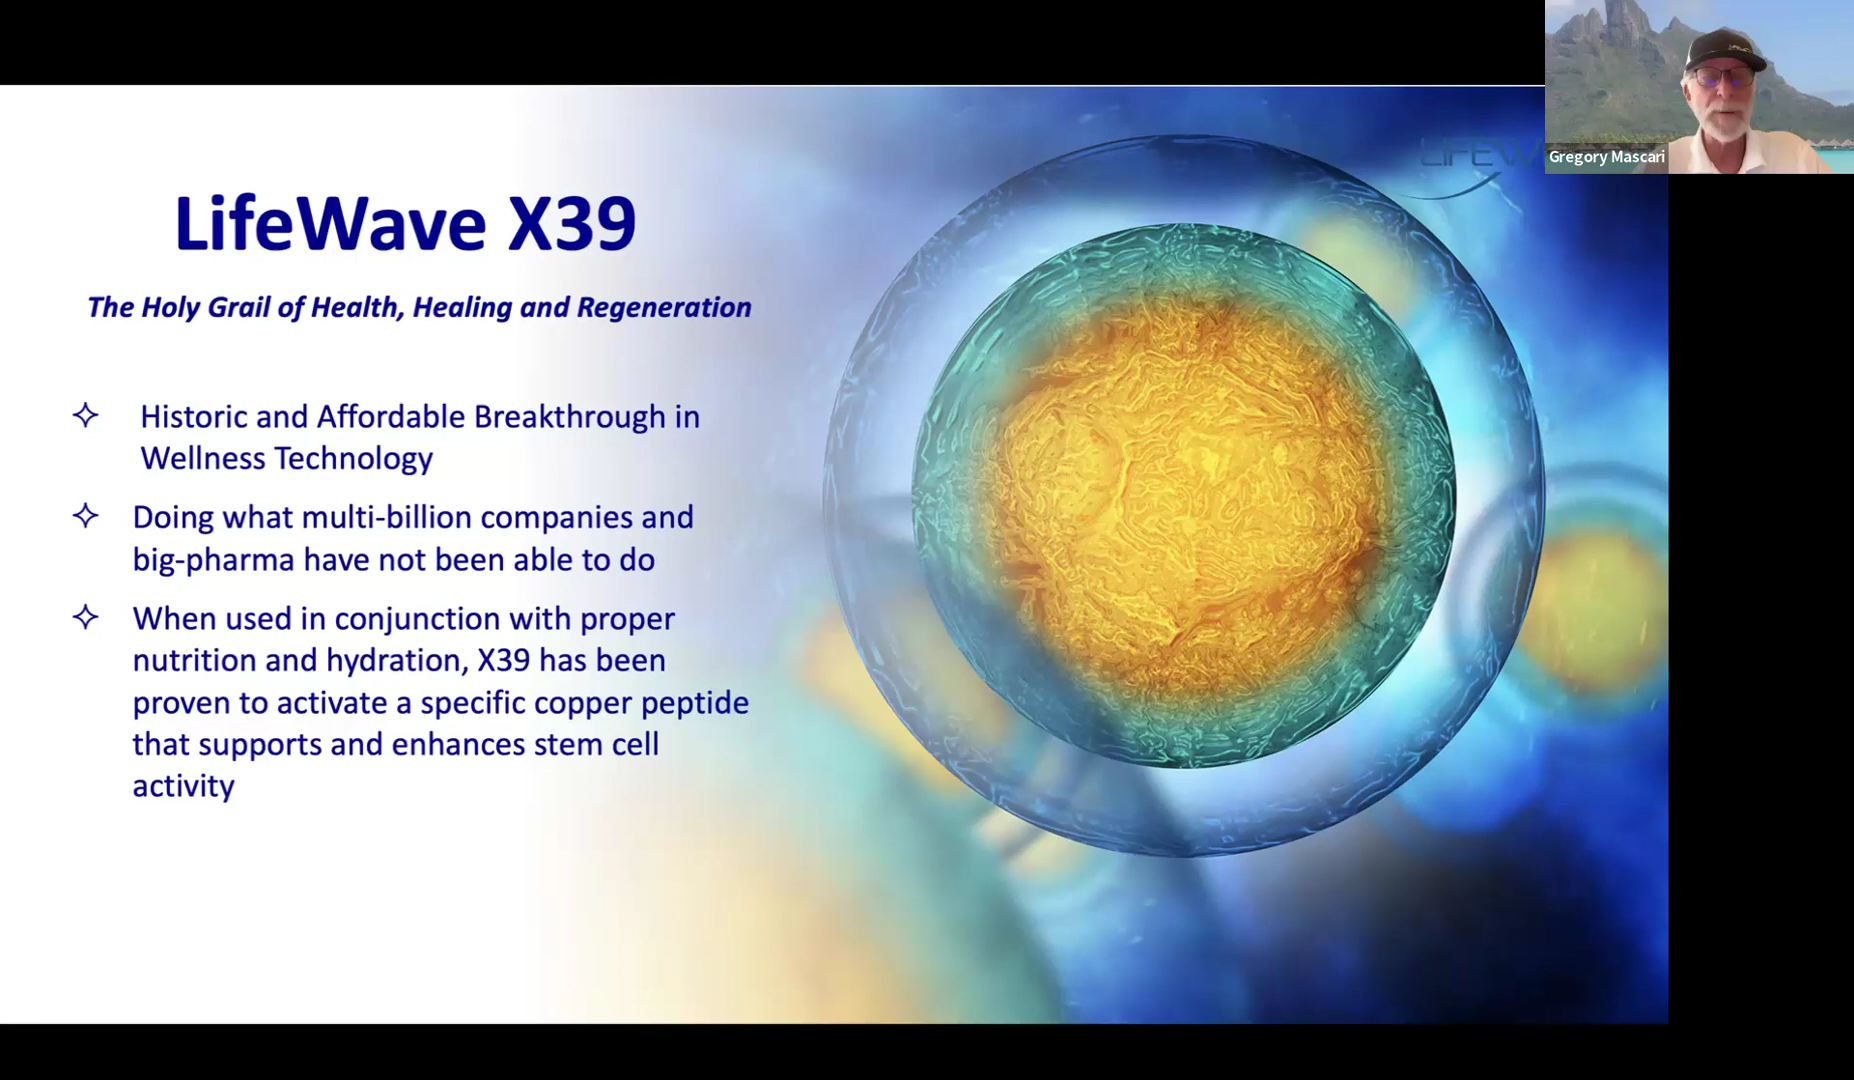 LIFEW
Gregory Mascari
LifeWave X39
The Holy Grail of Health, Healing and Regeneration
Historic and Affordable Breakthrough in
Wellness Technology
Doing what multi-billion companies and
big-pharma have not been able to do
When used in conjunction with proper
nutrition and hydration, X39 has been
proven to activate a specific copper peptide
that supports and enhances stem cell
activity